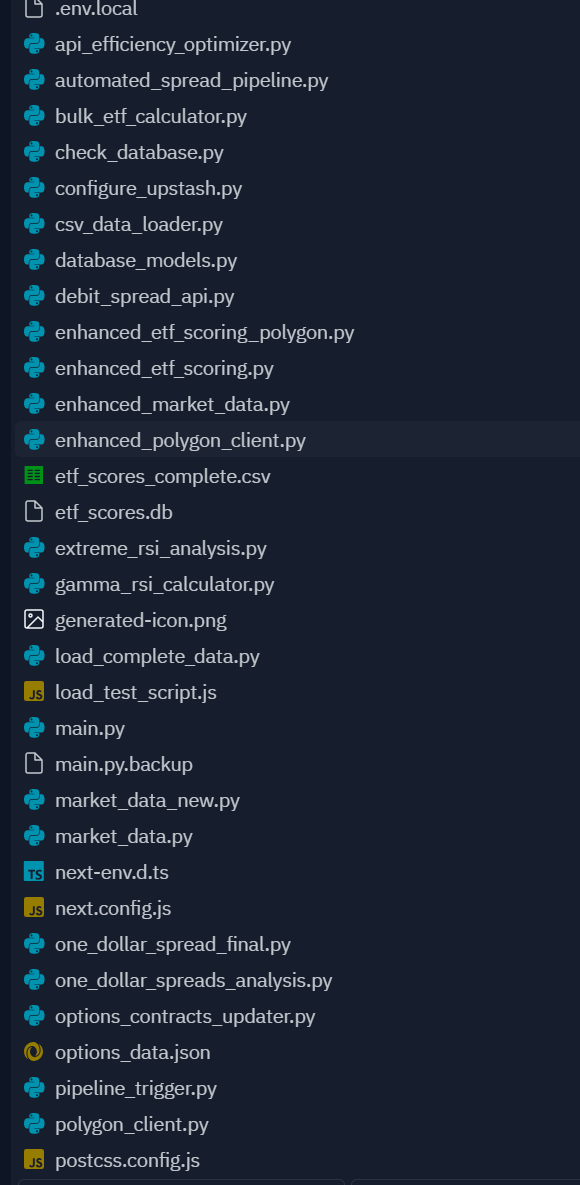 .env.local
api_efficiency_optimizer.py
automated_spread_pipeline.py
bulk_etf_calculator.py
check_database.py
configure_upstash.py
csv_data_loader.py
database_models.py
debit_spread_api.py
enhanced_etf_scoring_polygon.py
enhanced_etf_scoring.py
enhanced_market_data.py
enhanced_polygon_client.py
etf_scores_complete.csv
etf_scores.db
extreme_rsi_analysis.py
gamma_rsi_calculator.py
generated-icon.png
load_complete_data.py
JS load_test_script.js
main.py
main.py.backup
market_data_new.py
market_data.py
TS next-env.d.ts
JS next.config.js
one_dollar_spread_final.py
one_dollar_spreads_analysis.py
options_contracts_updater.py
options_data.json
pipeline_trigger.py
polygon_client.py
JS postcss.config.js